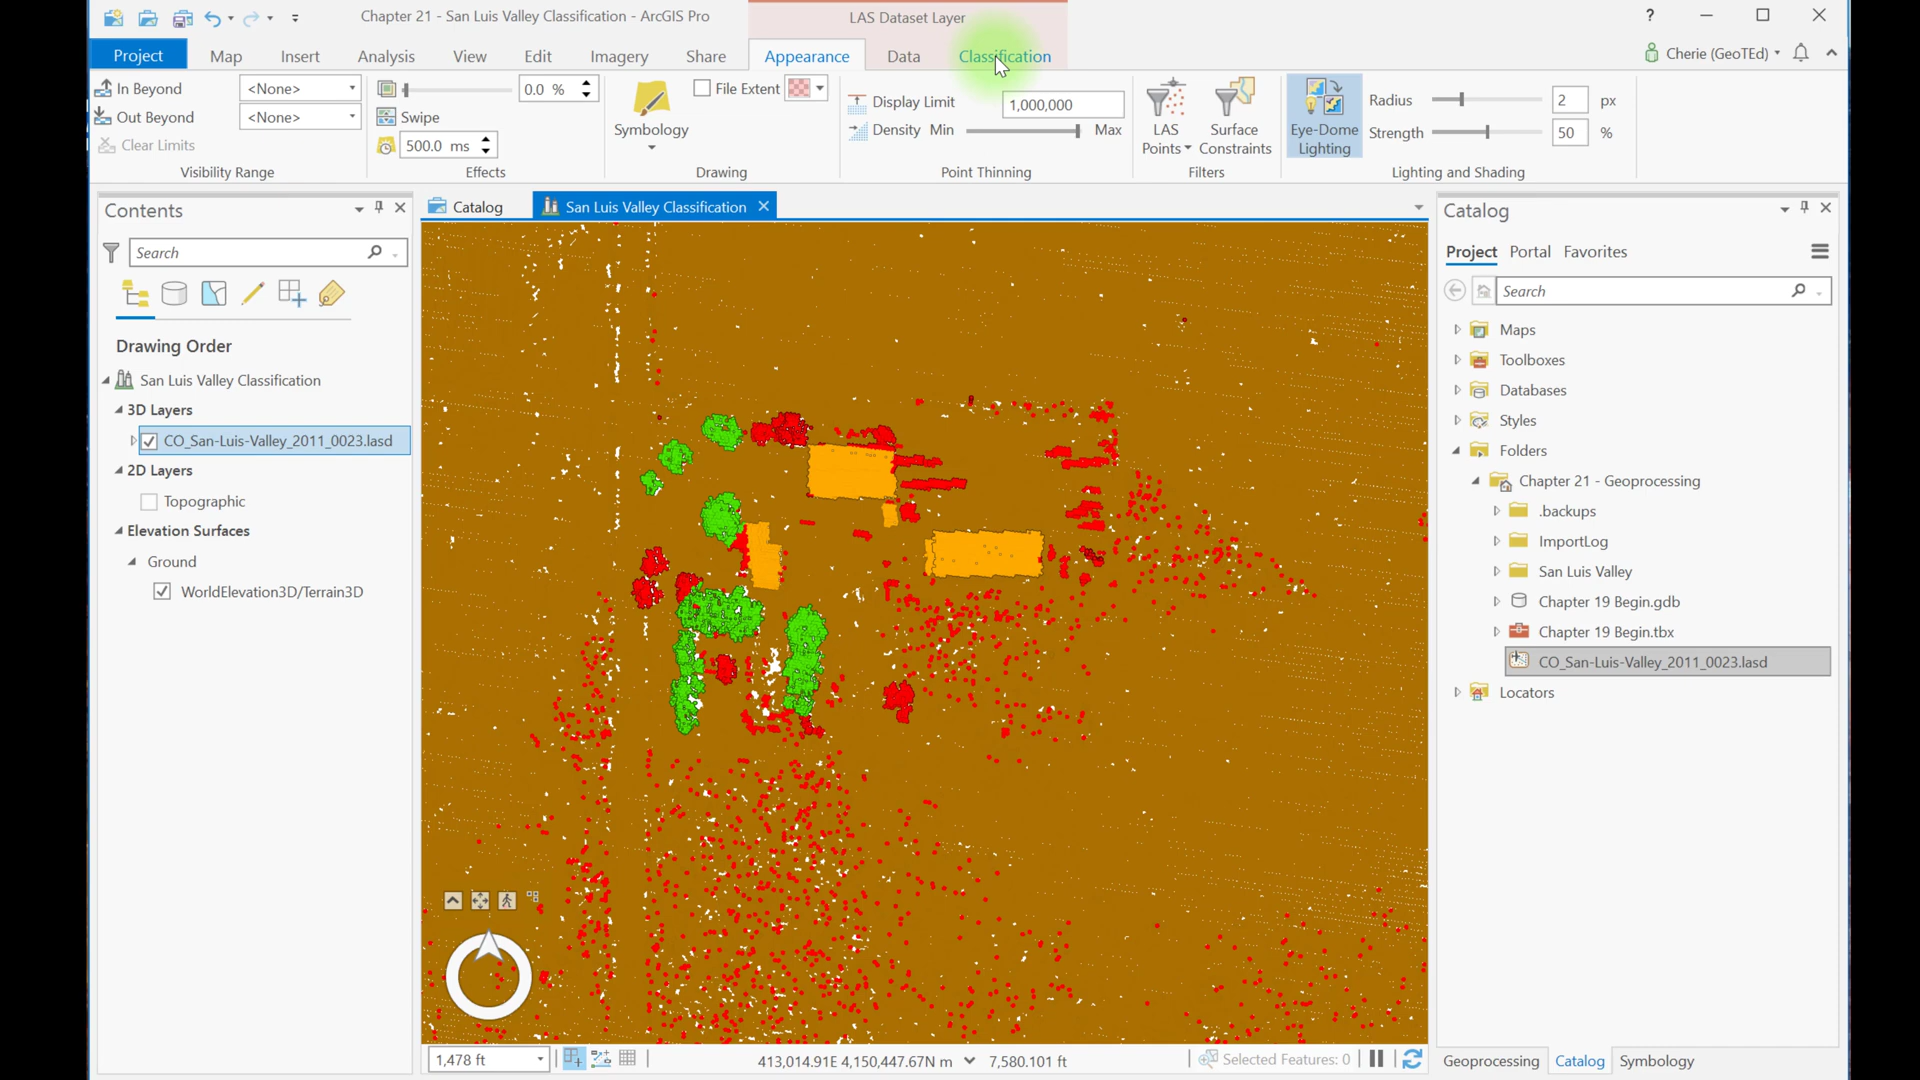 Chapter 21 - San Luis Valley Classification - ArcGIS Pro
LAS Dataset Layer
?
Project
Map
Insert
Analysis
View
Edit
Imagery
Share
Appearance
Data
Classification
Cherie (GeoTEd)
In Beyond
<None>
Out Beyond
<None>
Clear Limits
Visibility Range
0.0 %
Swipe
500.0 ms
Effects
Symbology
File Extent
Drawing
Display Limit
1,000,000
Density Min
Max
Point Thinning
LAS Points
Surface Constraints
Filters
Eye-Dome Lighting
Radius
2 px
Strength
50 %
Lighting and Shading
Contents
Search
Drawing Order
San Luis Valley Classification
3D Layers
CO_San-Luis-Valley_2011_0023.lasd
2D Layers
Topographic
Elevation Surfaces
Ground
WorldElevation3D/Terrain3D
Catalog
San Luis Valley Classification
1,478 ft
413,014.91E 4,150,447.67N m
7,580.101 ft
Selected Features: 0
Catalog
Project
Portal
Favorites
Search
Maps
Toolboxes
Databases
Styles
Folders
Chapter 21 - Geoprocessing
.backups
ImportLog
San Luis Valley
Chapter 19 Begin.gdb
Chapter 19 Begin.tbx
CO_San-Luis-Valley_2011_0023.lasd
Locators
Geoprocessing
Catalog
Symbology